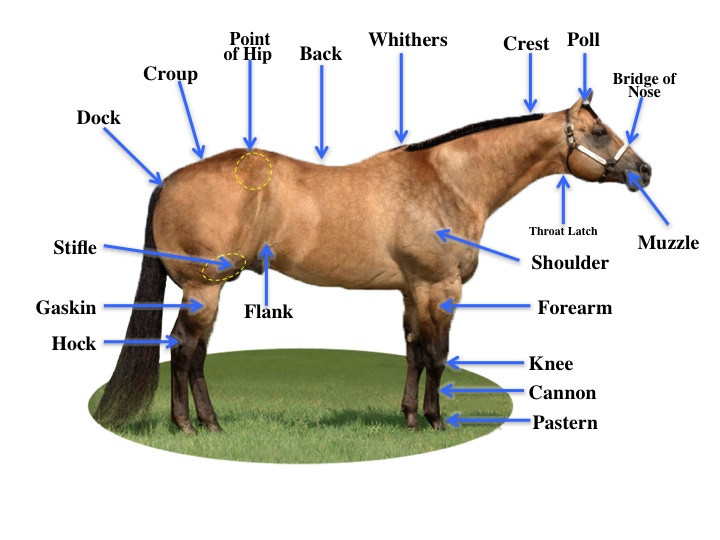 Point
of Hip
Back
Whithers
Crest
Poll
Bridge of
Nose
Croup
Dock
Throat Latch
Muzzle
Stifle
Shoulder
Gaskin
Flank
Forearm
Hock
Knee
Cannon
Pastern